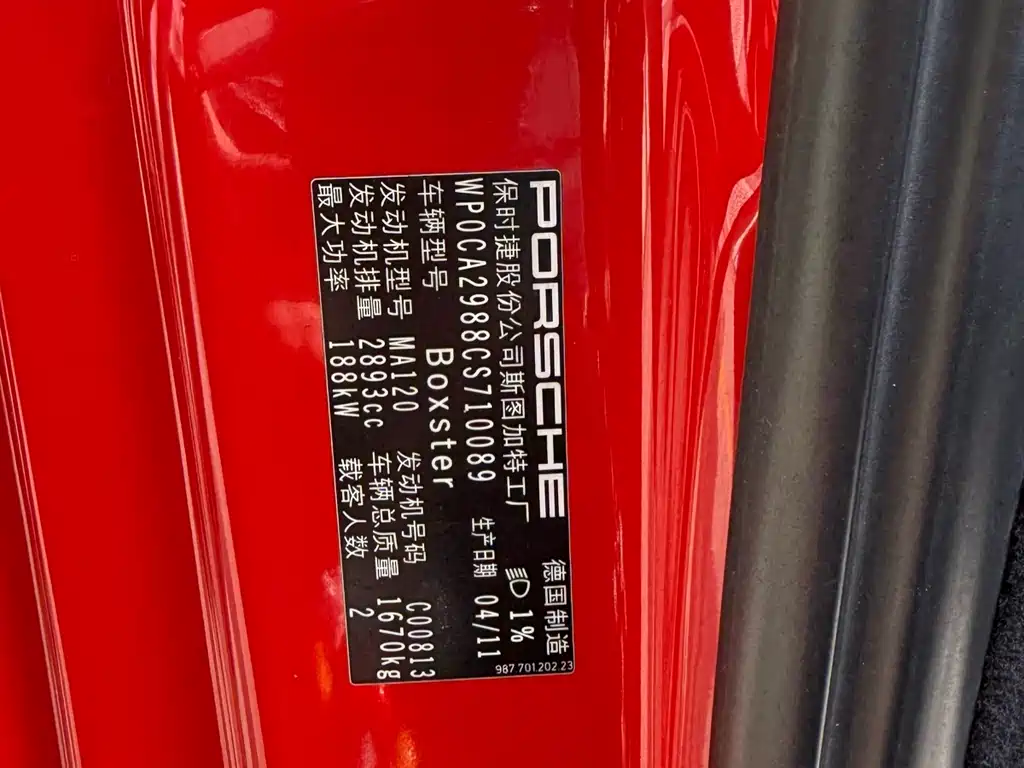 PORSCHE 德国制造
保时捷股份公司斯图加特工厂 1%
WP0CA2988CS710089 生产日期 04/11
车辆型号 Boxster
发动机型号 MA120 发动机号码 C00813
发动机排量 2893cc 车辆总质量 1670kg
最大功率 188kW 载客人数 2
987.701.202.23